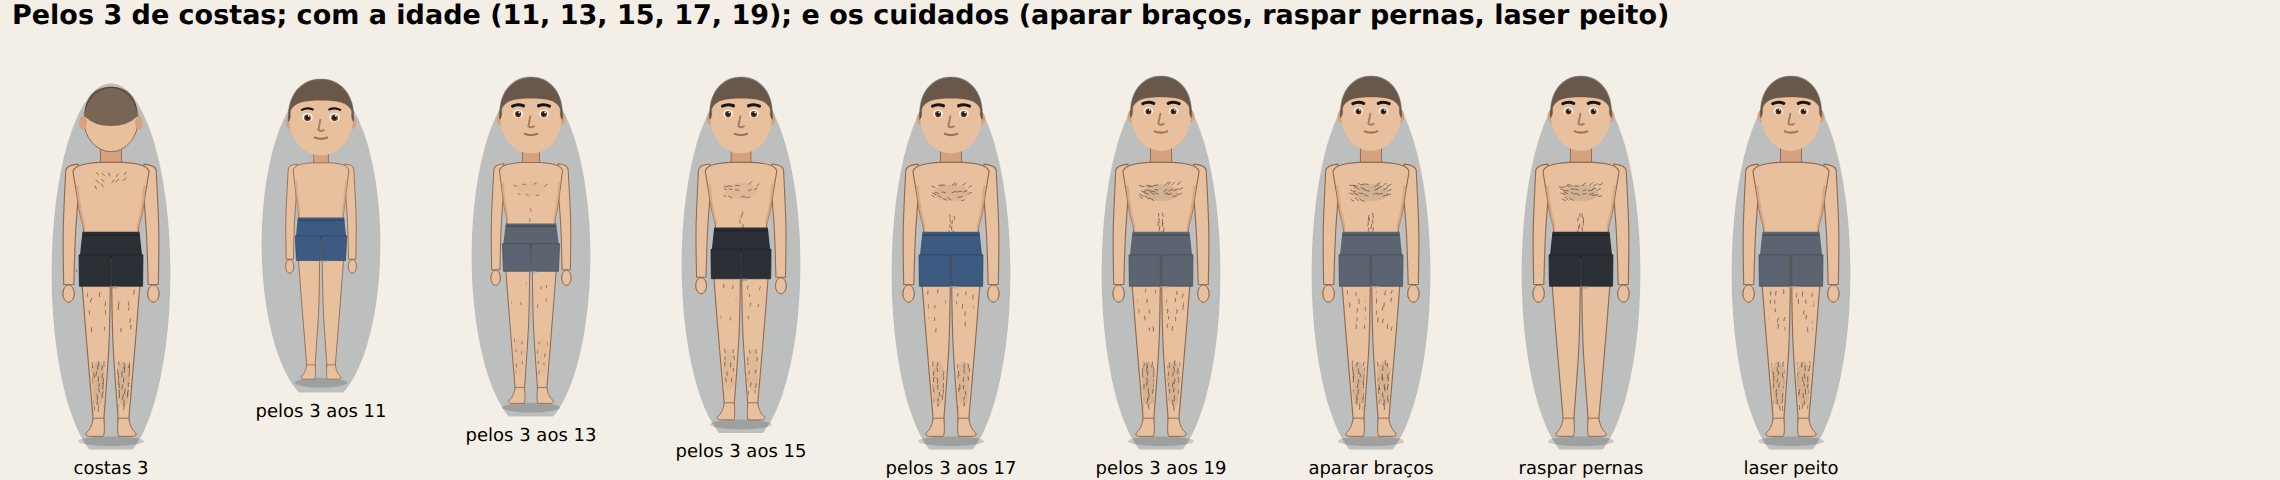 Pelos 3 de costas; com a idade (11, 13, 15, 17, 19); e os cuidados (aparar braços, raspar pernas, laser peito)
costas 3
pelos 3 aos 11
pelos 3 aos 13
pelos 3 aos 15
pelos 3 aos 17
pelos 3 aos 19
aparar braços
raspar pernas
laser peito